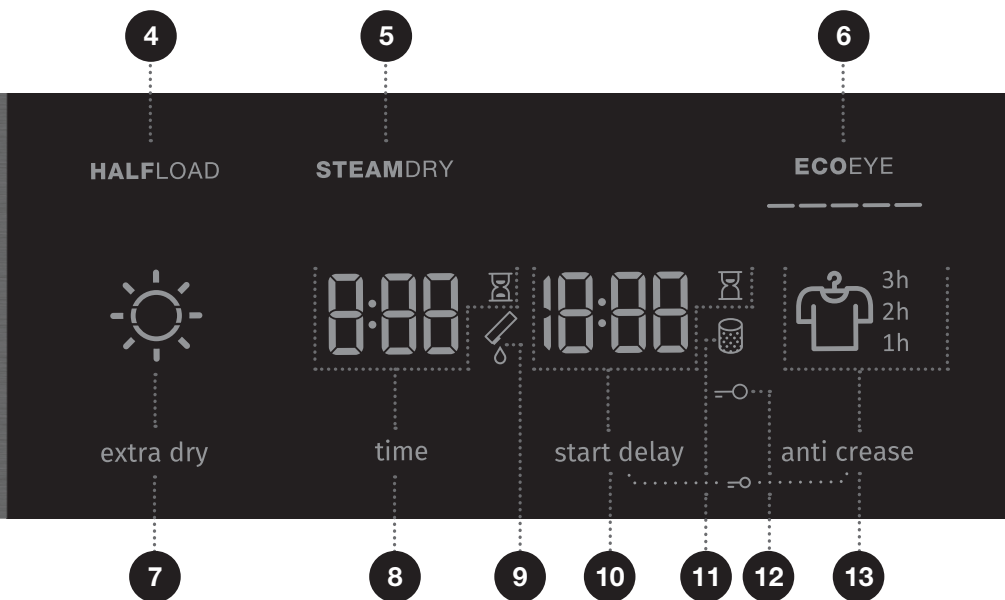 4 5 6
HALFLOAD STEAMDRY ECOEYE
8:88 18:88 3h
2h
1h
extra dry time start delay anti crease
7 8 9 10 11 12 13